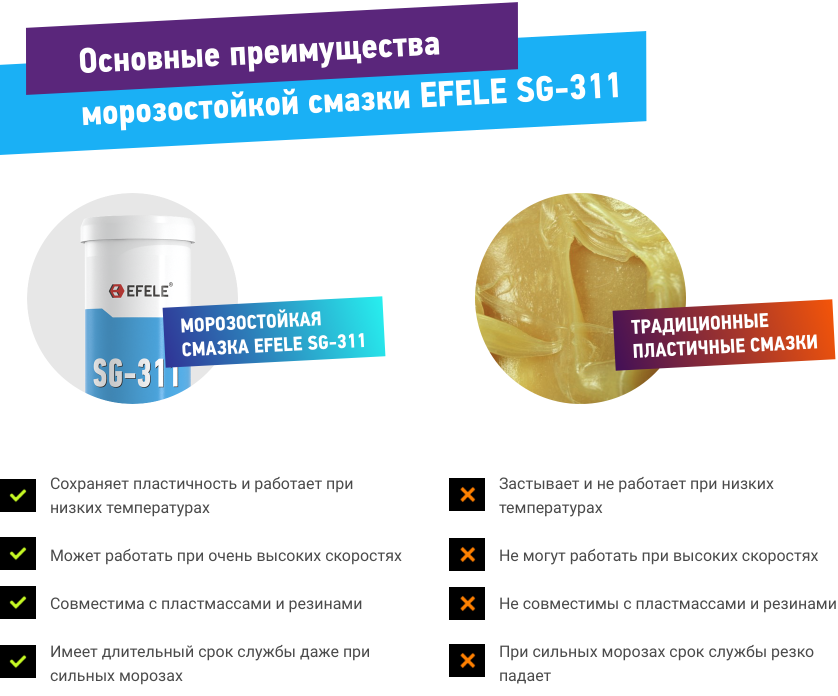 Основные преимущества
морозостойкой смазки EFELE SG-311
EFELE®
SG-311
МОРОЗОСТОЙКАЯ
СМАЗКА EFELE SG-311
ТРАДИЦИОННЫЕ
ПЛАСТИЧНЫЕ СМАЗКИ
Сохраняет пластичность и работает при
низких температурах
Может работать при очень высоких скоростях
Совместима с пластмассами и резинами
Имеет длительный срок службы даже при
сильных морозах
Застывает и не работает при низких
температурах
Не могут работать при высоких скоростях
Не совместимы с пластмассами и резинами
При сильных морозах срок службы резко
падает